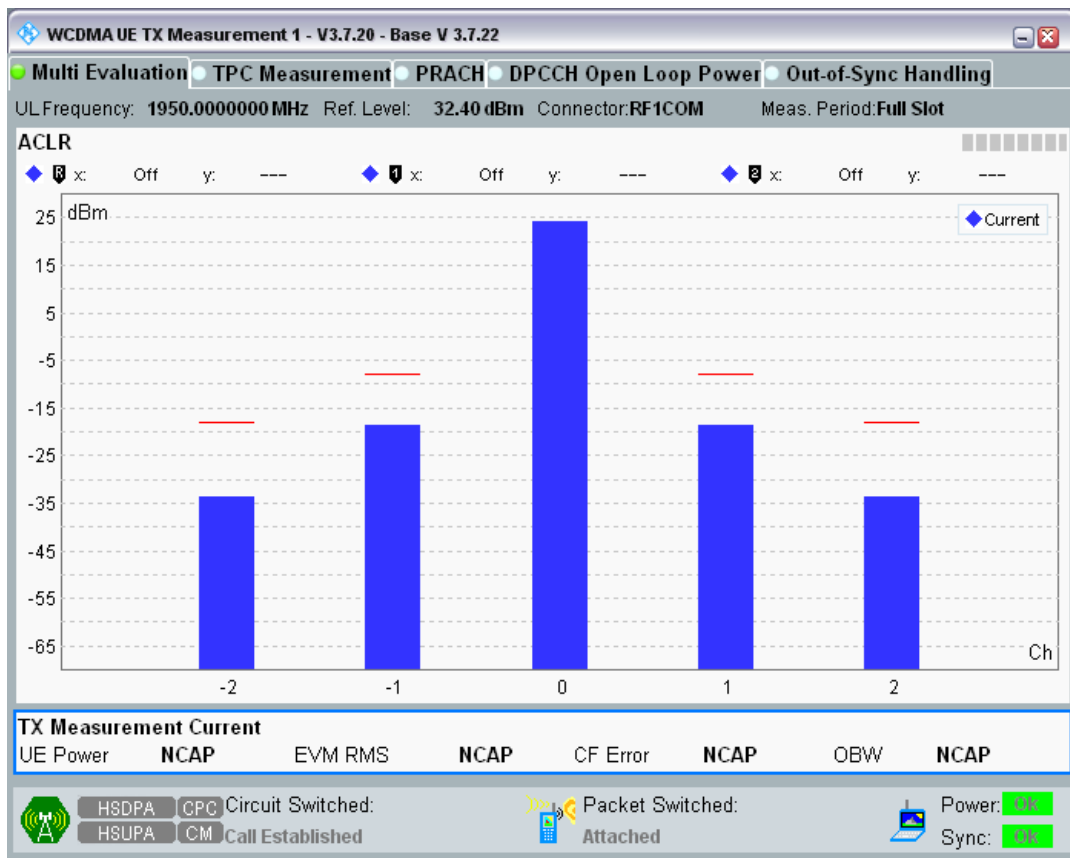 WCDMA UE TX Measurement 1 - V3.7.20 - Base V 3.7.22
Multi Evaluation TPC Measurement PRACH DPCCH Open Loop Power Out-of-Sync Handling
UL Frequency: 1950.0000000 MHz Ref. Level: 32.40 dBm Connector:RF1COM Meas. Period:Full Slot
ACLR
R x: Off y: --- 1 x: Off y: --- 2 x: Off y: ---
dBm
Current
25
15
5
-5
-15
-25
-35
-45
-55
-65
Ch
-2 -1 0 1 2
TX Measurement Current
UE Power NCAP EVM RMS NCAP CF Error NCAP OBW NCAP
HSDPA CPC Circuit Switched: Packet Switched: Power: Ok
HSUPA CM Call Established Attached Sync: Ok